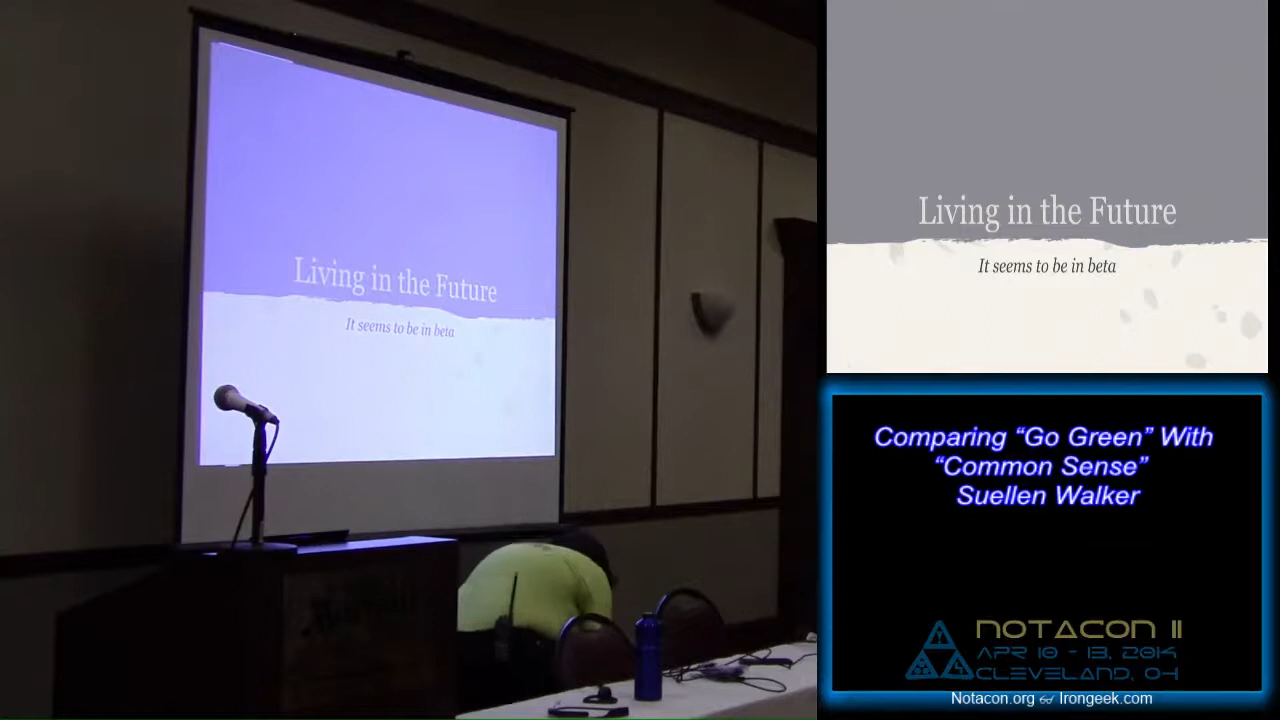 Living in the Future
It seems to be in beta
Living in the Future
It seems to be in beta
Comparing “Go Green” With
“Common Sense”
Suellen Walker
NOTACON 11
APR 10 - 13, 2014
CLEVELAND, OH
Notacon.org Irongeek.com